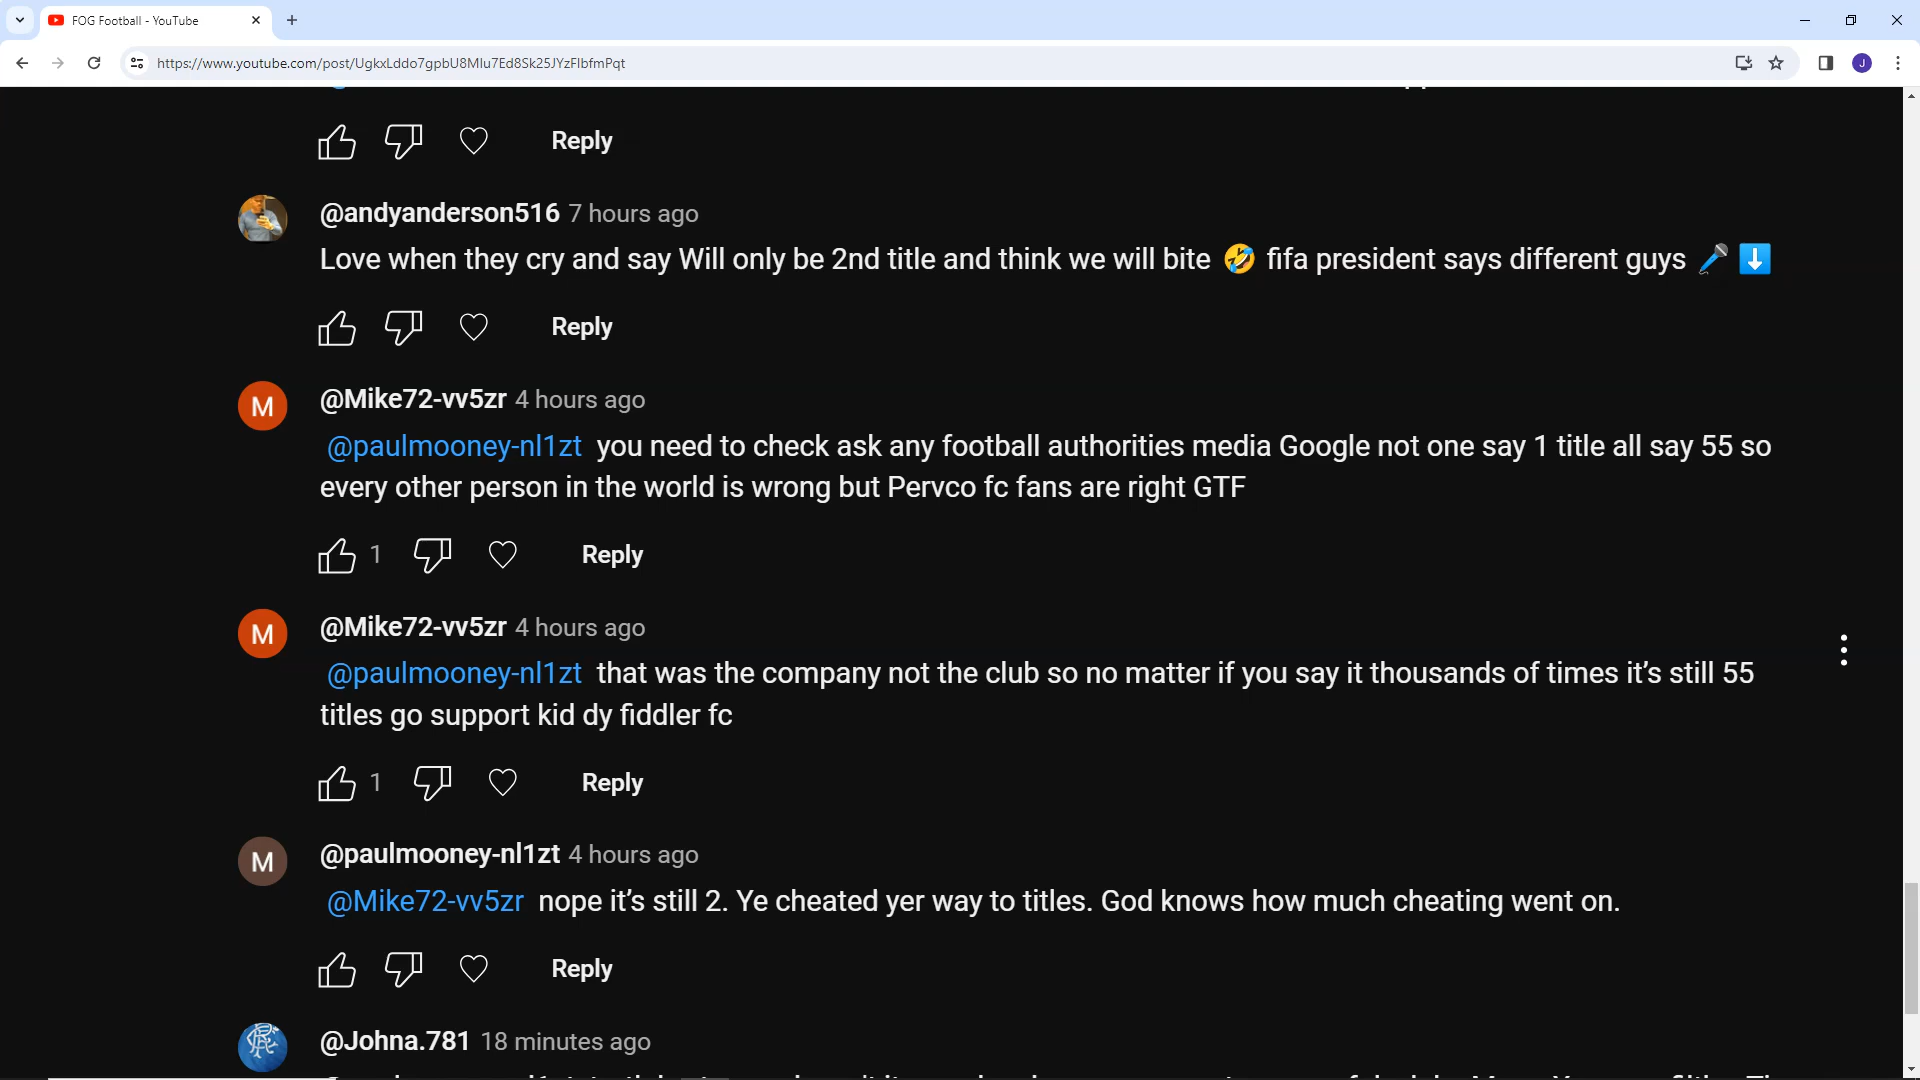 FOG Football - YouTube
https://www.youtube.com/post/UgkxLddo7gpbU8MIu7Ed8Sk25JYzFlbfmPqt
J
Reply
@andyanderson516 7 hours ago
Love when they cry and say Will only be 2nd title and think we will bite 🤣 fifa president says different guys 🎤 ⬇️
Reply
M
@Mike72-vv5zr 4 hours ago
@paulmooney-nl1zt you need to check ask any football authorities media Google not one say 1 title all say 55 so
every other person in the world is wrong but Pervco fc fans are right GTF
1
Reply
M
@Mike72-vv5zr 4 hours ago
@paulmooney-nl1zt that was the company not the club so no matter if you say it thousands of times it’s still 55
titles go support kid dy fiddler fc
1
Reply
M
@paulmooney-nl1zt 4 hours ago
@Mike72-vv5zr nope it’s still 2. Ye cheated yer way to titles. God knows how much cheating went on.
Reply
@Johna.781 18 minutes ago